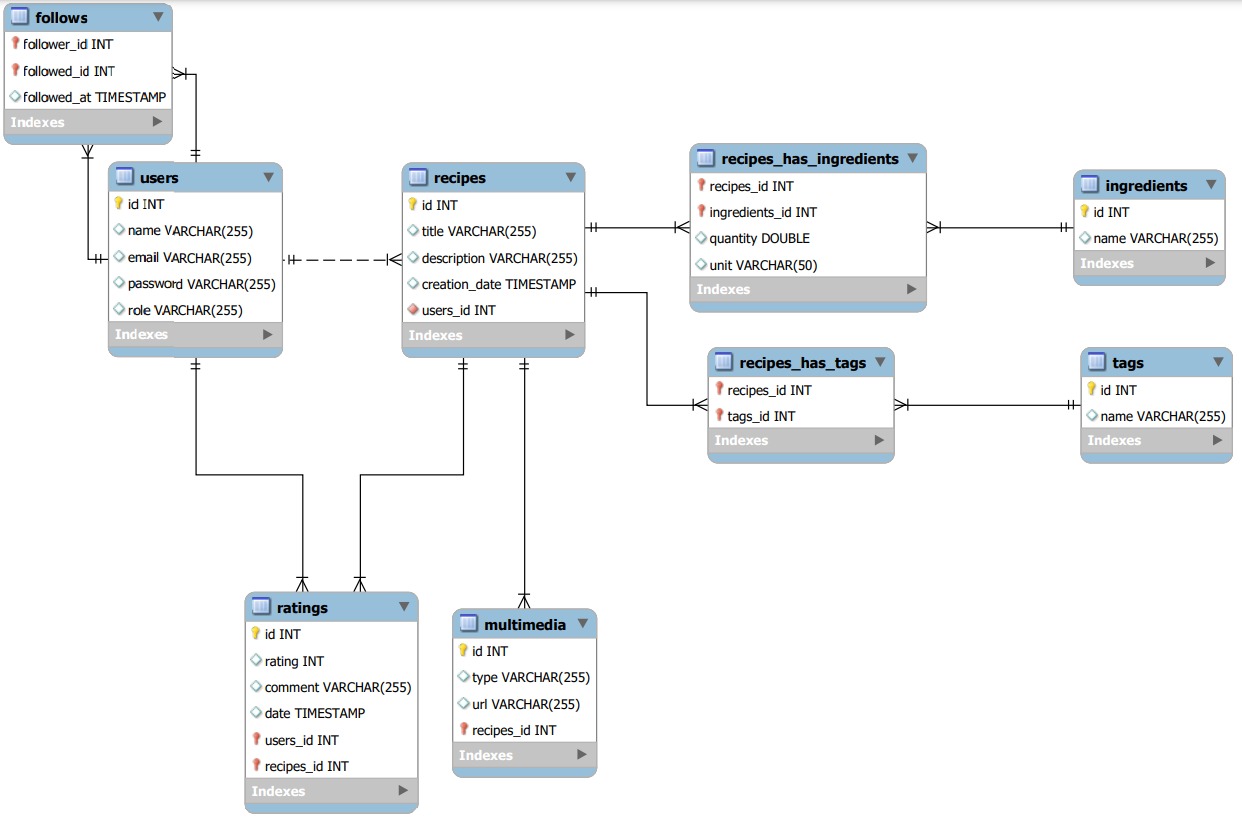 follows
follower_id INT
followed_id INT
followed_at TIMESTAMP
Indexes
users
id INT
name VARCHAR(255)
email VARCHAR(255)
password VARCHAR(255)
role VARCHAR(255)
Indexes
recipes
id INT
title VARCHAR(255)
description VARCHAR(255)
creation_date TIMESTAMP
users_id INT
Indexes
recipes_has_ingredients
recipes_id INT
ingredients_id INT
quantity DOUBLE
unit VARCHAR(50)
Indexes
ingredients
id INT
name VARCHAR(255)
Indexes
recipes_has_tags
recipes_id INT
tags_id INT
Indexes
tags
id INT
name VARCHAR(255)
Indexes
ratings
id INT
rating INT
comment VARCHAR(255)
date TIMESTAMP
users_id INT
recipes_id INT
Indexes
multimedia
id INT
type VARCHAR(255)
url VARCHAR(255)
recipes_id INT
Indexes